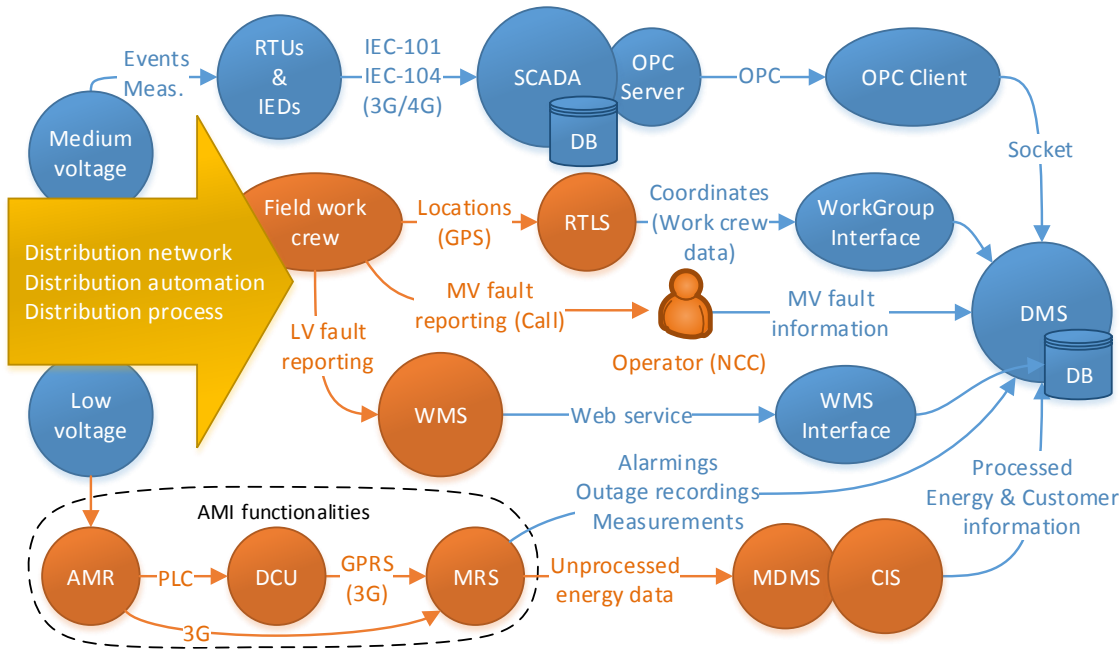 Events
Meas.
RTUs
&
IEDs
IEC-101
IEC-104
(3G/4G)
SCADA
DB
OPC
Server
OPC
OPC Client
Socket
Medium
voltage
Distribution network
Distribution automation
Distribution process
Field work
crew
Locations
(GPS)
RTLS
Coordinates
(Work crew
data)
WorkGroup
Interface
DMS
DB
MV fault
reporting (Call)
Operator (NCC)
MV fault
information
LV fault
reporting
Low
voltage
WMS
Web service
WMS
Interface
Alarmings
Outage recordings
Measurements
Processed
Energy & Customer
information
AMI functionalities
AMR
PLC
DCU
GPRS
(3G)
MRS
3G
Unprocessed
energy data
MDMS
CIS